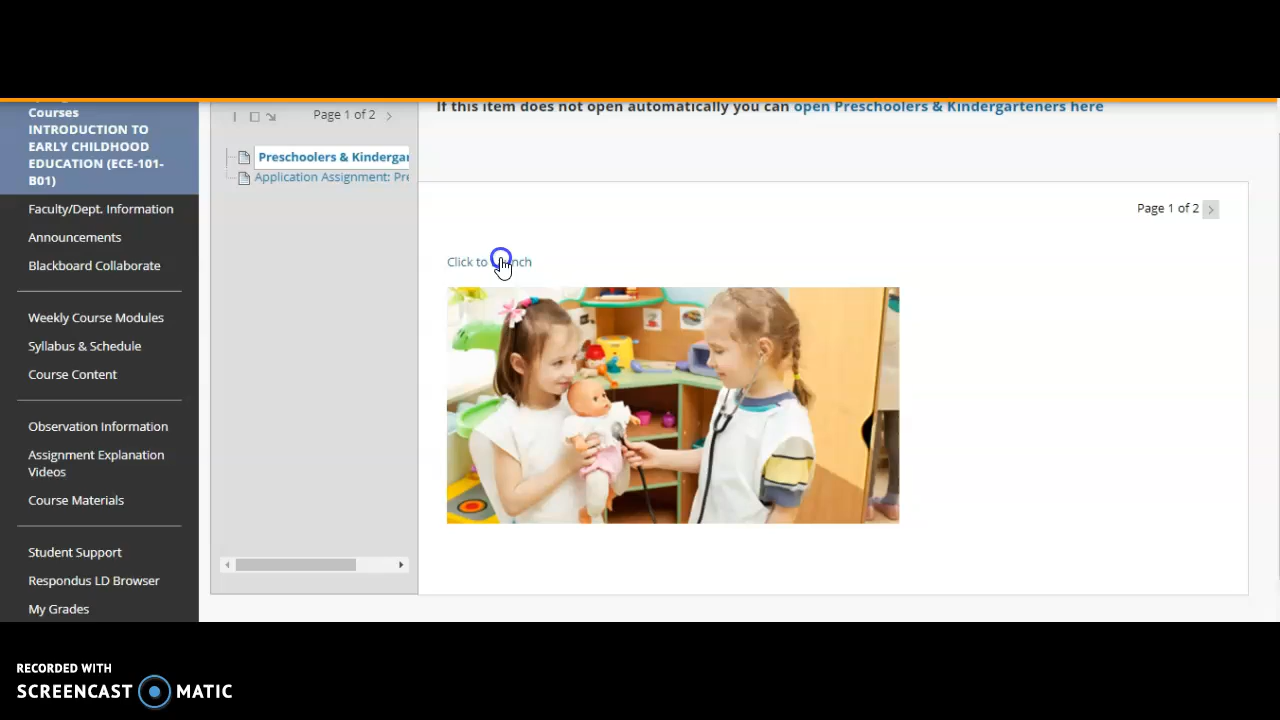 If this item does not open automatically you can open Preschoolers & Kindergarteners here
Courses
INTRODUCTION TO
EARLY CHILDHOOD
EDUCATION (ECE-101-
B01)
Faculty/Dept. Information
Announcements
Blackboard Collaborate
Weekly Course Modules
Syllabus & Schedule
Course Content
Observation Information
Assignment Explanation
Videos
Course Materials
Student Support
Respondus LD Browser
My Grades
Page 1 of 2
Preschoolers & Kindergar
Application Assignment: Pre
Page 1 of 2
Click to
RECORDED WITH
SCREENCAST MATIC